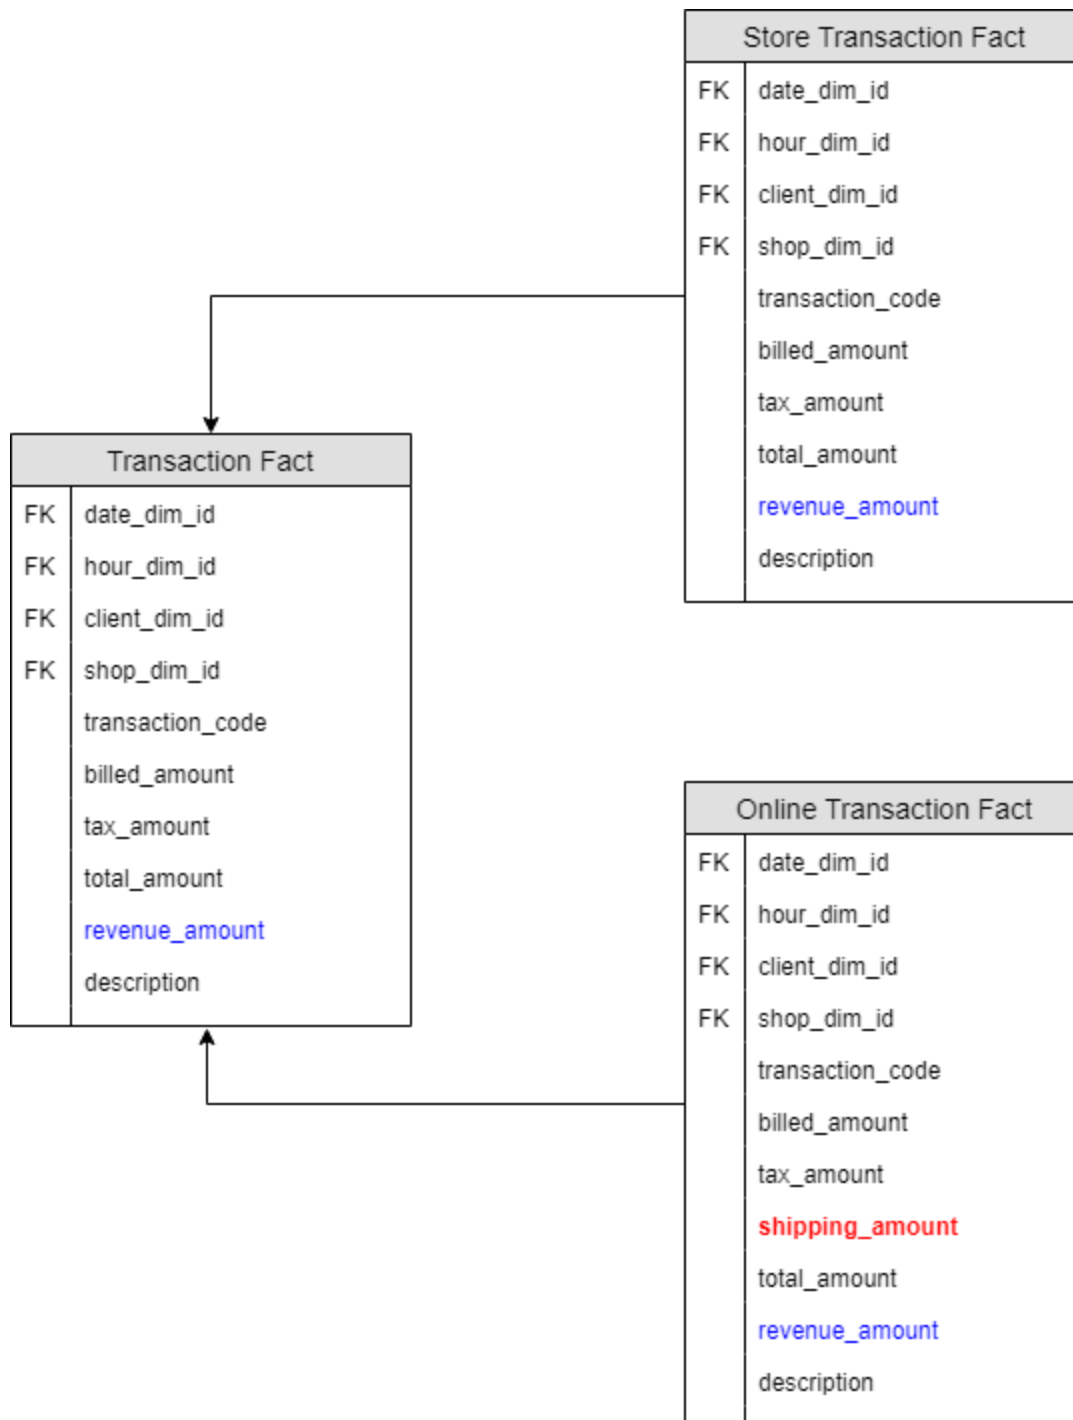 Store Transaction Fact
FK date_dim_id
FK hour_dim_id
FK client_dim_id
FK shop_dim_id
transaction_code
billed_amount
tax_amount
total_amount
revenue_amount
description
Transaction Fact
FK date_dim_id
FK hour_dim_id
FK client_dim_id
FK shop_dim_id
transaction_code
billed_amount
tax_amount
total_amount
revenue_amount
description
Online Transaction Fact
FK date_dim_id
FK hour_dim_id
FK client_dim_id
FK shop_dim_id
transaction_code
billed_amount
tax_amount
shipping_amount
total_amount
revenue_amount
description